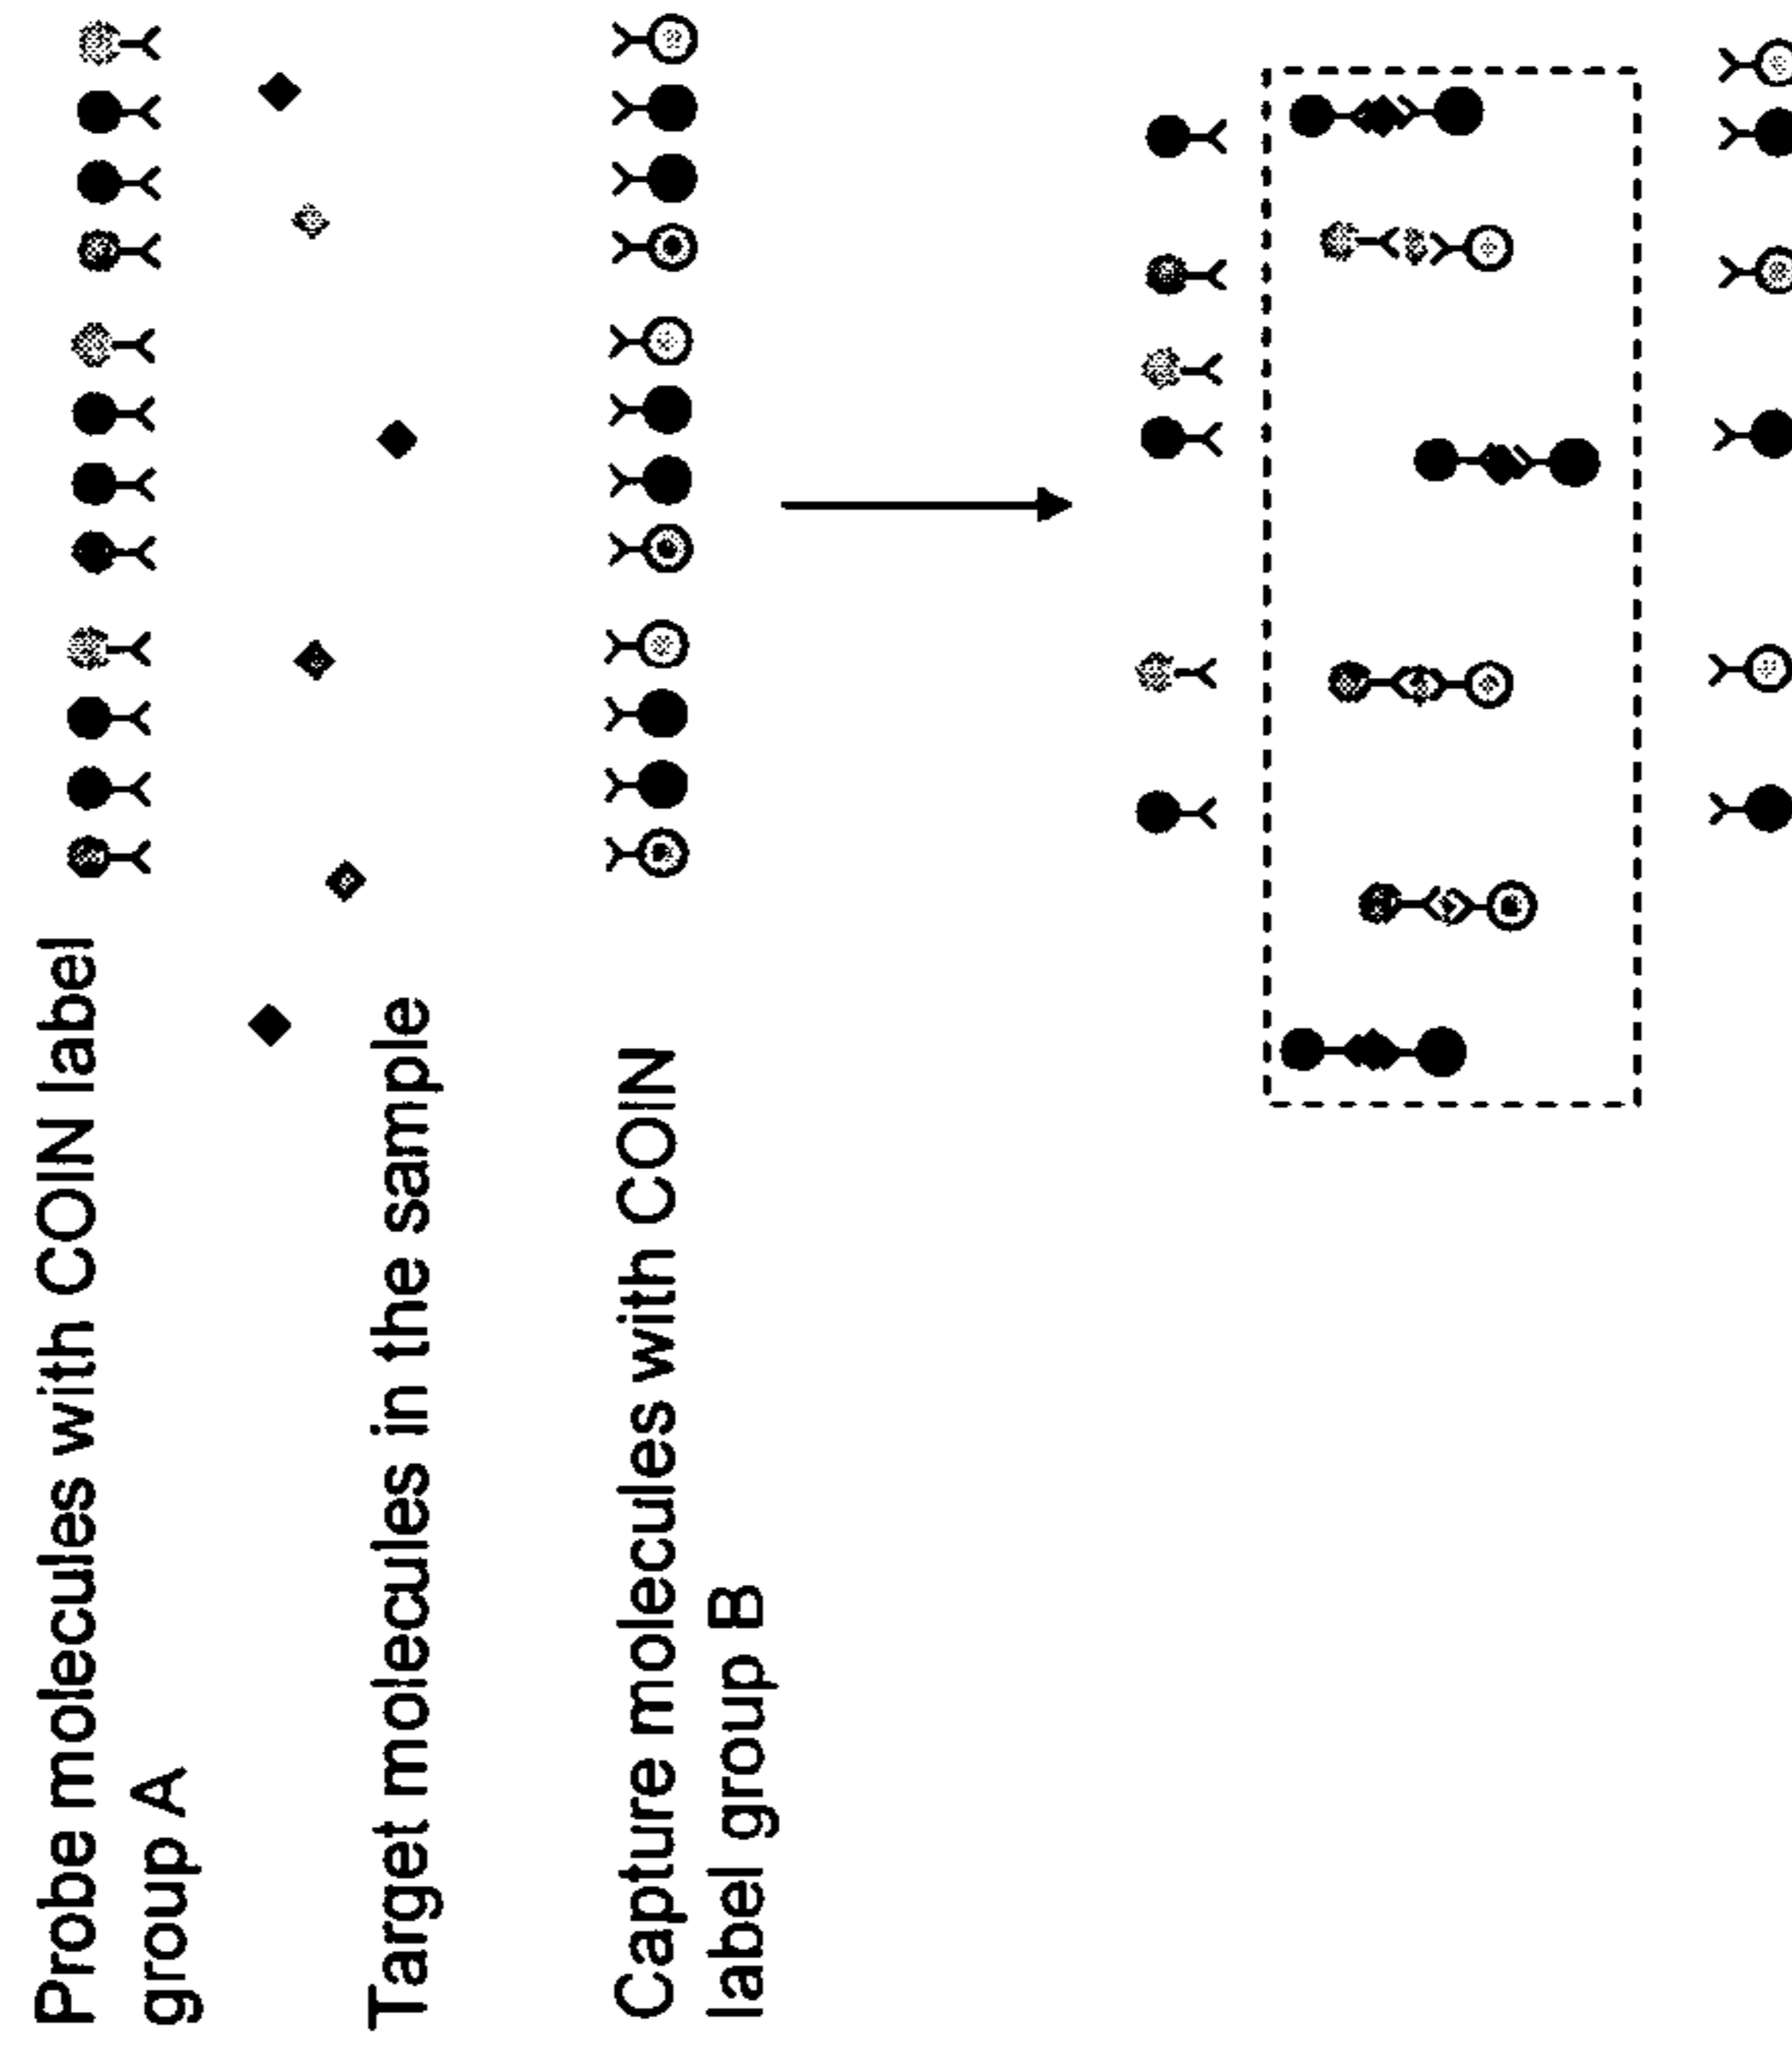 Probe molecules with COIN label
group A
Target molecules in the sample
Capture molecules with COIN
label group B